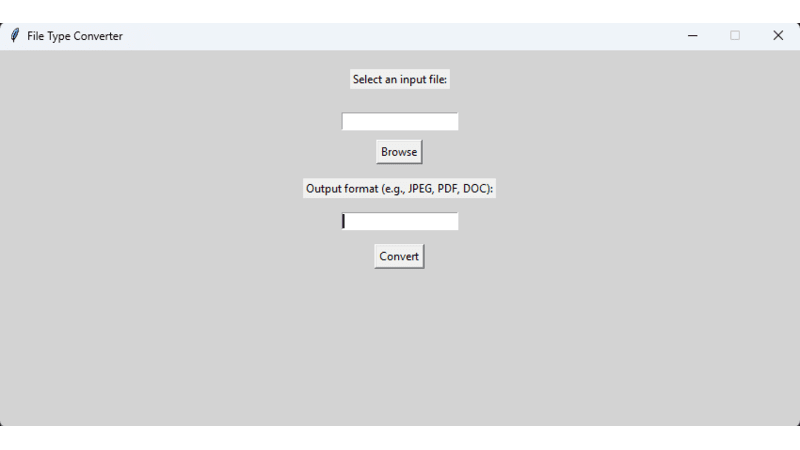 File Type Converter
Select an input file:
Browse
Output format (e.g., JPEG, PDF, DOC):
Convert